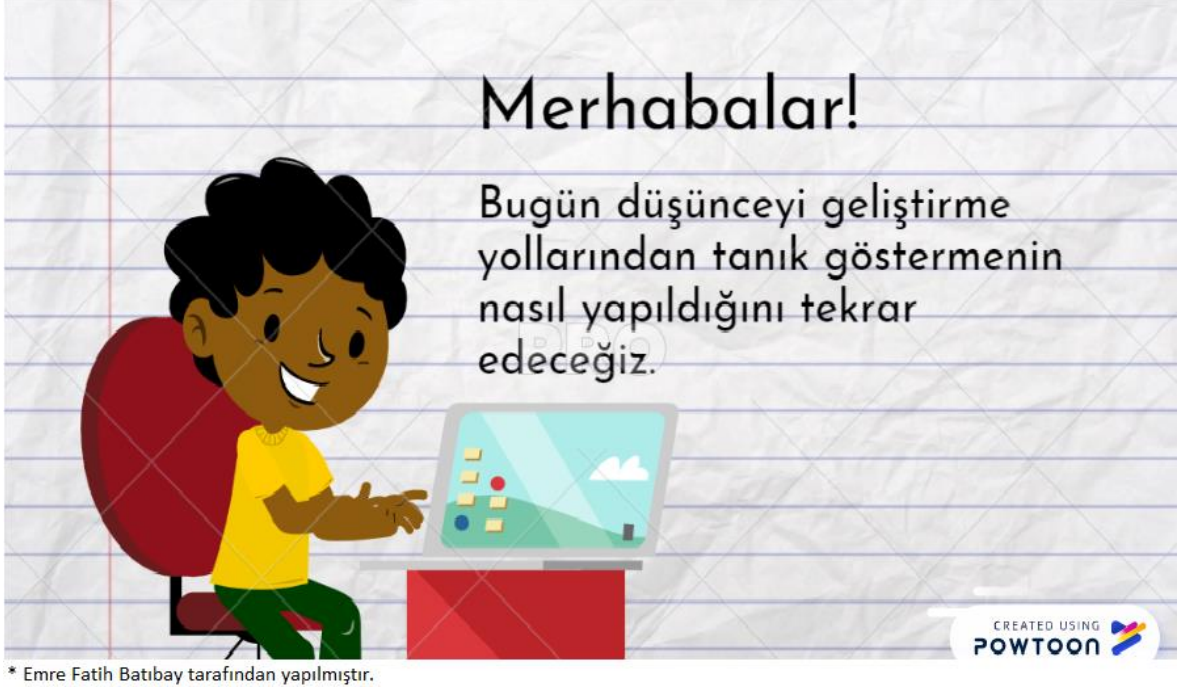 Merhabalar!
Bugün düşünceyi geliştirme
yollarından tanık göstermenin
nasıl yapıldığını tekrar
edeceğiz.
PRO
CREATED USING
POWTOON
* Emre Fatih Batıbay tarafından yapılmıştır.